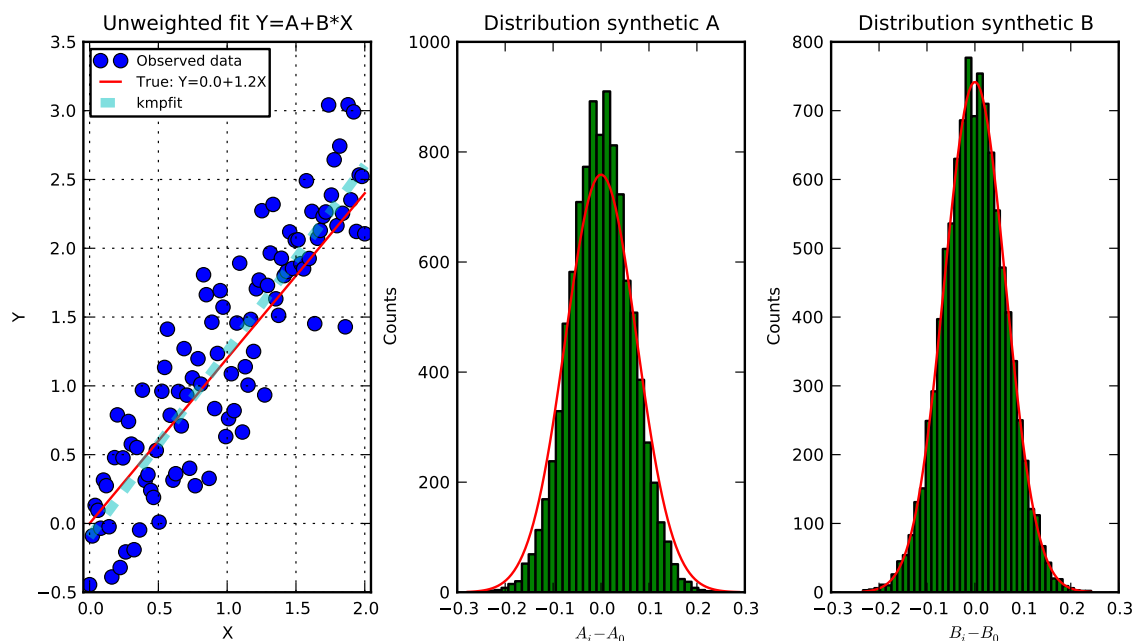 Unweighted fit Y=A+B*X
Observed data
True: Y=0.0+1.2X
kmpfit
3.5
3.0
2.5
2.0
1.5
1.0
0.5
0.0
−0.5
Y
0.0 0.5 1.0 1.5 2.0
X
Distribution synthetic A
1000
800
600
400
200
0
Counts
−0.3 −0.2 −0.1 0.0 0.1 0.2 0.3
A_i − A_0
Distribution synthetic B
800
700
600
500
400
300
200
100
0
Counts
−0.3 −0.2 −0.1 0.0 0.1 0.2 0.3
B_i − B_0